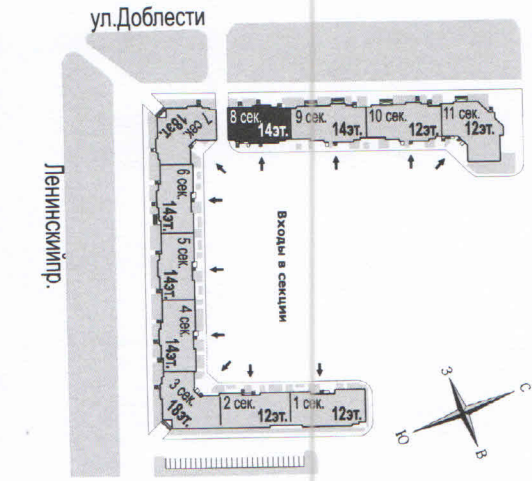 ул.Доблести
8 сек.
14эт.
9 сек.
14эт.
10 сек.
12эт.
11 сек.
12эт.
7 сек.
18эт.
6 сек.
14эт.
5 сек.
14эт.
4 сек.
14эт.
3 сек.
18эт.
2 сек.
12эт.
1 сек.
12эт.
Входы в секции
Ленинскийпр.
З
С
Ю
В